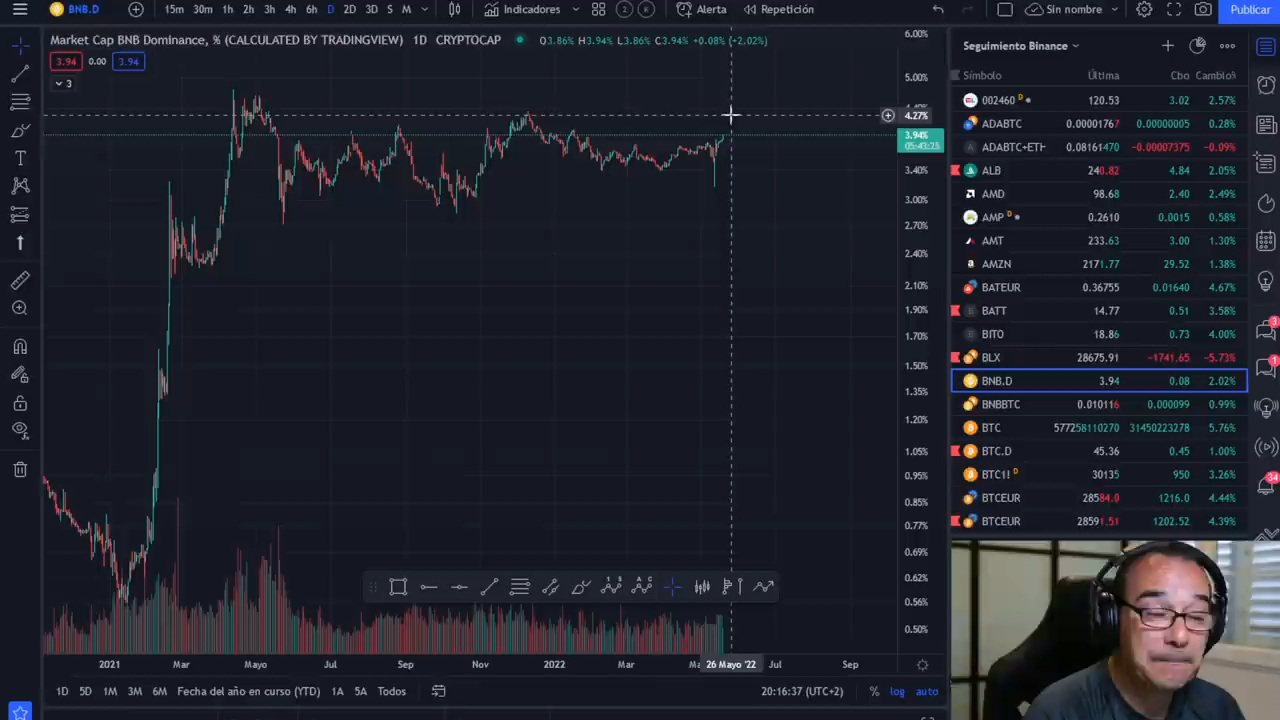 BNB.D
15m 30m 1h 2h 3h 4h 6h D 2D 3D S M
Indicadores
2
Alerta
Repetición
Sin nombre
Publicar
Market Cap BNB Dominance, % (CALCULATED BY TRADINGVIEW) 1D CRYPTOCAP
O3.86% H3.94% L3.86% C3.94% +0.08% (+2.02%)
3.94 0.00 3.94
3
6.00%
5.00%
4.27%
3.94%
05:43:23
3.40%
3.00%
2.70%
2.40%
2.10%
1.90%
1.70%
1.50%
1.35%
1.20%
1.05%
0.95%
0.85%
0.77%
0.69%
0.62%
0.56%
0.50%
2021 Mar Mayo Jul Sep Nov 2022 Mar 26 Mayo '22 Jul Sep
1D 5D 1M 3M 6M Fecha del año en curso (YTD) 1A 5A Todos
20:16:37 (UTC+2) % log auto
Seguimiento Binance
Símbolo Última Cbo Cambio%
002460 D 120.53 3.02 2.57%
ADABTC 0.00001767 0.00000005 0.28%
ADABTC+ETH 0.08161470 −0.00007375 −0.09%
ALB 240.82 4.84 2.05%
AMD 98.68 2.40 2.49%
AMP D 0.2610 0.0015 0.58%
AMT 233.63 3.00 1.30%
AMZN 2171.77 29.52 1.38%
BATEUR 0.36755 0.01640 4.67%
BATT 14.77 0.51 3.58%
BITO 18.86 0.73 4.00%
BLX 28675.91 −1741.65 −5.73%
BNB.D 3.94 0.08 2.02%
BNBBTC 0.010116 0.000099 0.99%
BTC 577258110270 31450223278 5.76%
BTC.D 45.36 0.45 1.00%
BTC1! D 30135 950 3.26%
BTCEUR 28584.0 1216.0 4.44%
BTCEUR 28591.51 1202.52 4.39%
3
1
34